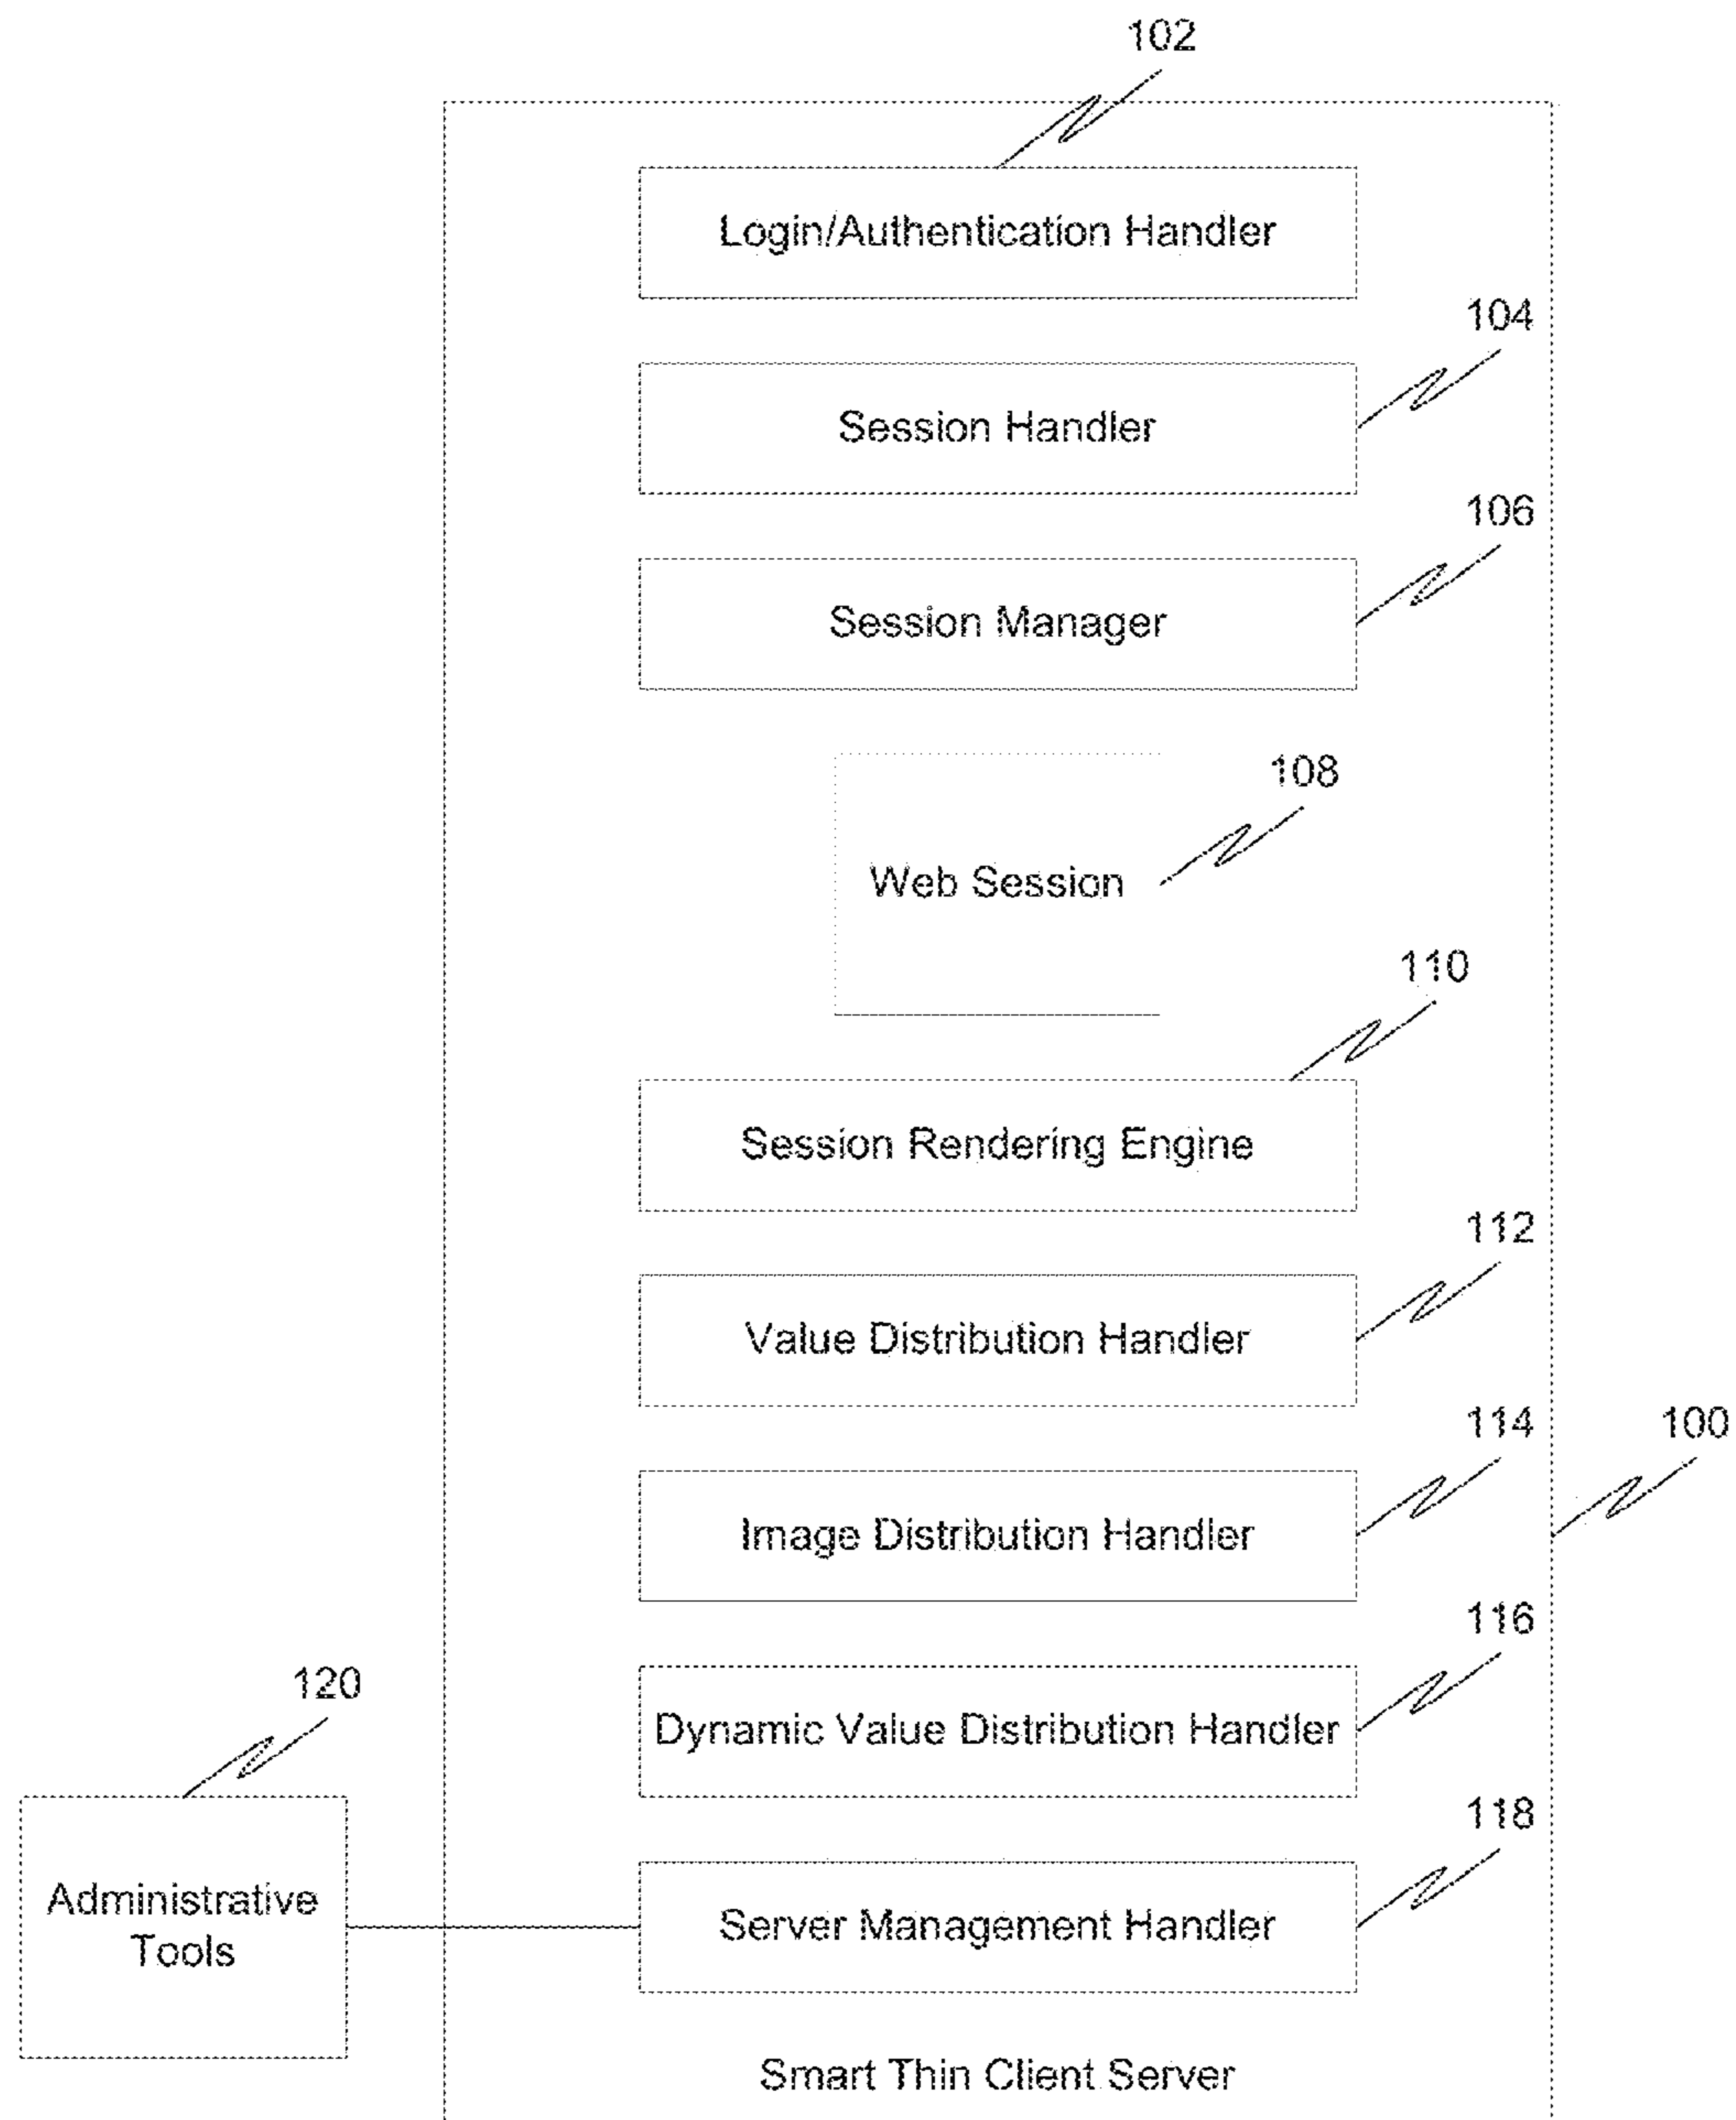 102
Login/Authentication Handler
104
Session Handler
106
Session Manager
108
Web Session
110
Session Rendering Engine
112
Value Distribution Handler
114
100
Image Distribution Handler
116
Dynamic Value Distribution Handler
120
118
Administrative
Tools
Server Management Handler
Smart Thin Client Server